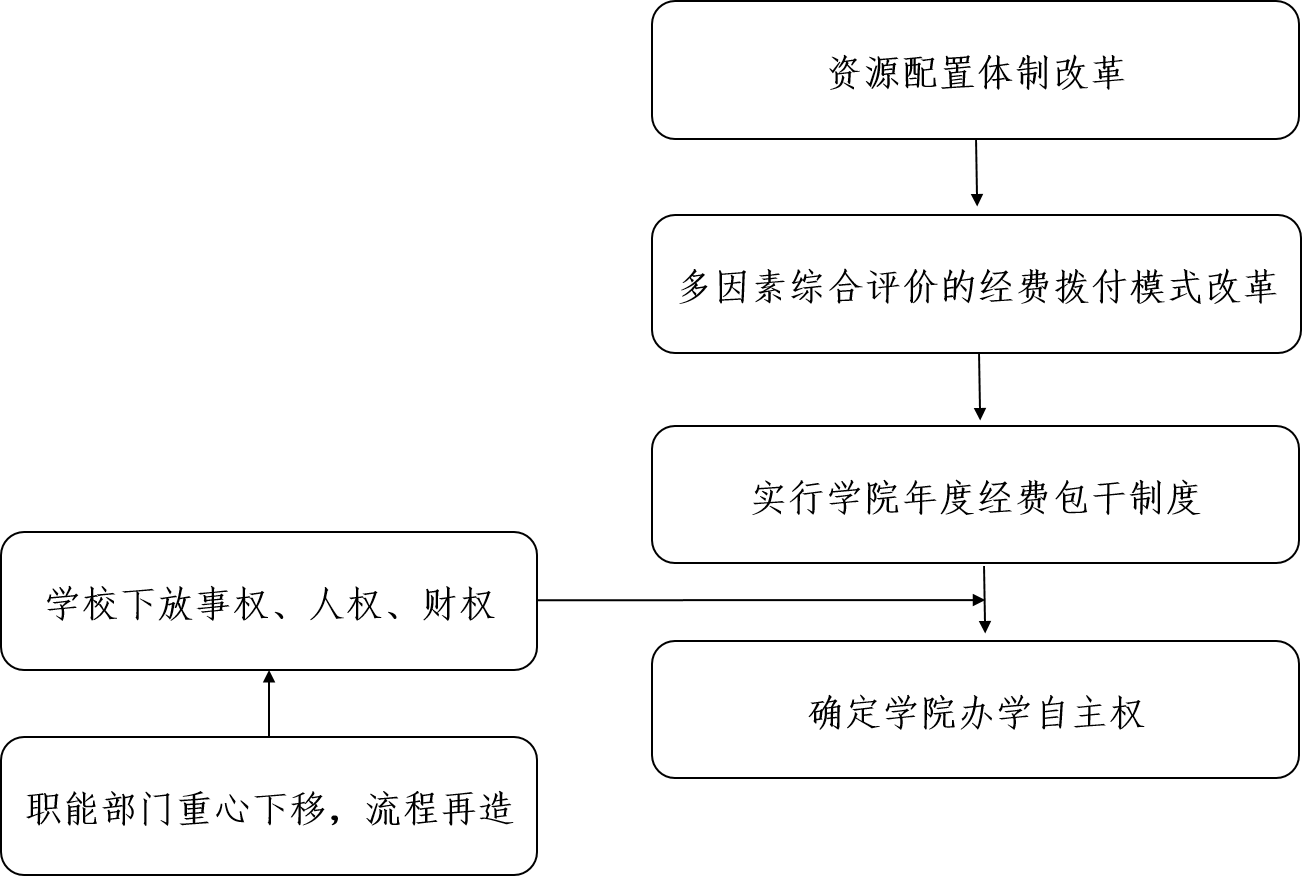 资源配置体制改革
多因素综合评价的经费拨付模式改革
实行学院年度经费包干制度
学校下放事权、人权、财权
确定学院办学自主权
职能部门重心下移，流程再造